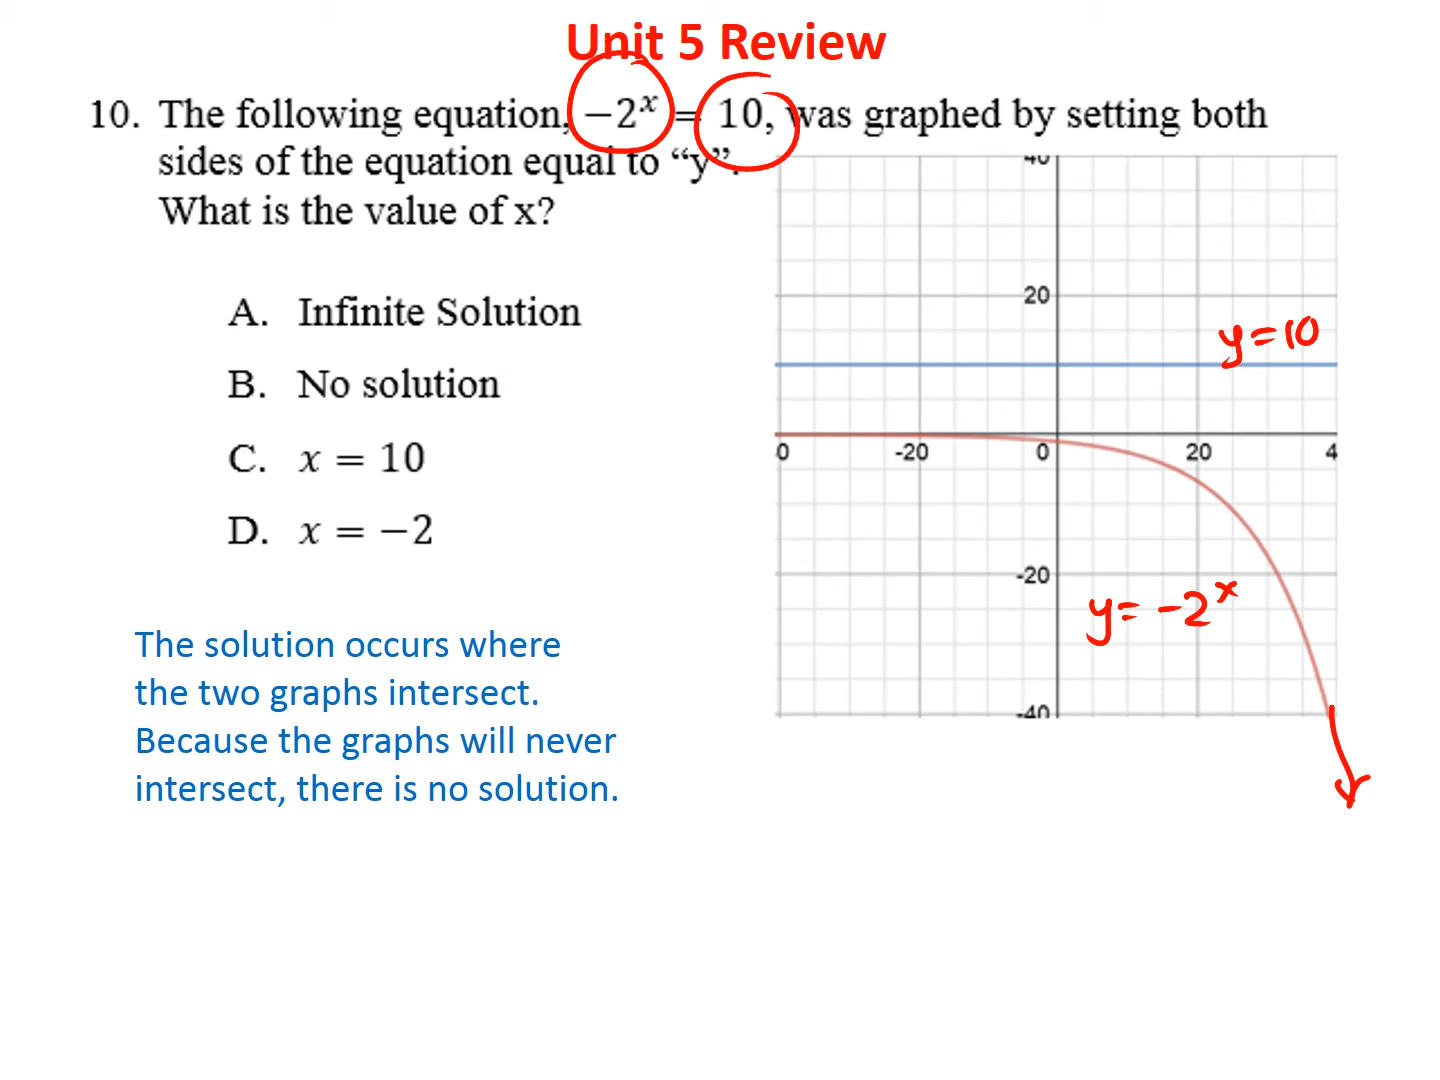 Unit 5 Review
10. The following equation, −2ˣ = 10, was graphed by setting both
sides of the equation equal to “y”.
What is the value of x?
A. Infinite Solution
B. No solution
C. x = 10
D. x = −2
The solution occurs where
the two graphs intersect.
Because the graphs will never
intersect, there is no solution.
40
20
y=10
0 -20 0 20 4
-20
y=-2ˣ
-40